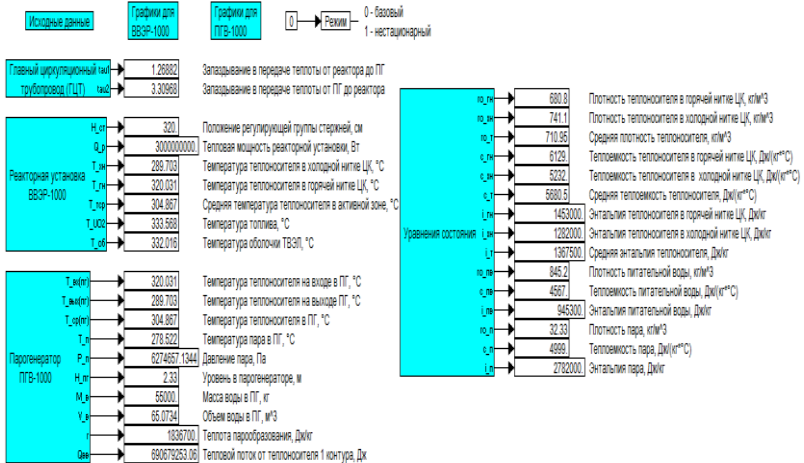 Исходные данные
Графики для
ВВЭР-1000
Графики для
ПГВ-1000
0
Режим
0 - базовый
1 - нестационарный
Главный циркуляционный
трубопровод (ГЦТ)
tau1 1.26882 Запаздывание в передаче теплоты от реактора до ПГ
tau2 3.30968 Запаздывание в передаче теплоты от ПГ до реактора
Реакторная установка
ВВЭР-1000
H_ст 320. Положение регулирующей группы стержней, см
Q_p 3000000000. Тепловая мощность реакторной установки, Вт
T_хн 289.703 Температура теплоносителя в холодной нитке ЦК, °C
T_гн 320.031 Температура теплоносителя в горячей нитке ЦК, °C
T_тср 304.867 Средняя температура теплоносителя в активной зоне, °C
T_UO2 333.568 Температура топлива, °C
T_об 332.016 Температура оболочки ТВЭЛ, °C
Парогенератор
ПГВ-1000
T_вх(пг) 320.031 Температура теплоносителя на входе в ПГ, °C
T_вых(пг) 289.703 Температура теплоносителя на выходе ПГ, °C
T_ср(пг) 304.867 Температура теплоносителя в ПГ, °C
T_п 278.522 Температура пара в ПГ, °C
P_п 6274657.1344 Давление пара, Па
H_пг 2.33 Уровень в парогенераторе, м
M_в 55000. Масса воды в ПГ, кг
V_в 65.0734 Объем воды в ПГ, м^3
r 1836700. Теплота парообразования, Дж/кг
Qав 690679253.06 Тепловой поток от теплоносителя 1 контура, Дж
Уравнения состояния
ro_гн 680.8 Плотность теплоносителя в горячей нитке ЦК, кг/м^3
ro_хн 741.1 Плотность теплоносителя в холодной нитке ЦК, кг/м^3
ro_т 710.95 Средняя плотность теплоносителя, кг/м^3
c_гн 6129. Теплоемкость теплоносителя в горячей нитке ЦК, Дж/(кг*°C)
c_хн 5232. Теплоемкость теплоносителя в холодной нитке ЦК, Дж/(кг*°C)
c_т 5680.5 Средняя теплоемкость теплоносителя, Дж/(кг*°C)
i_гн 1453000. Энтальпия теплоносителя в горячей нитке ЦК, Дж/кг
i_хн 1282000. Энтальпия теплоносителя в холодной нитке ЦК, Дж/кг
i_т 1367500. Средняя энтальпия теплоносителя, Дж/кг
ro_пв 845.2 Плотность питательной воды, кг/м^3
c_пв 4567. Теплоемкость питательной воды, Дж/(кг*°C)
i_пв 945300. Энтальпия питательной воды, Дж/кг
ro_п 32.33 Плотность пара, кг/м^3
c_п 4999. Теплоемкость пара, Дж/(кг*°C)
i_п 2782000. Энтальпия пара, Дж/кг